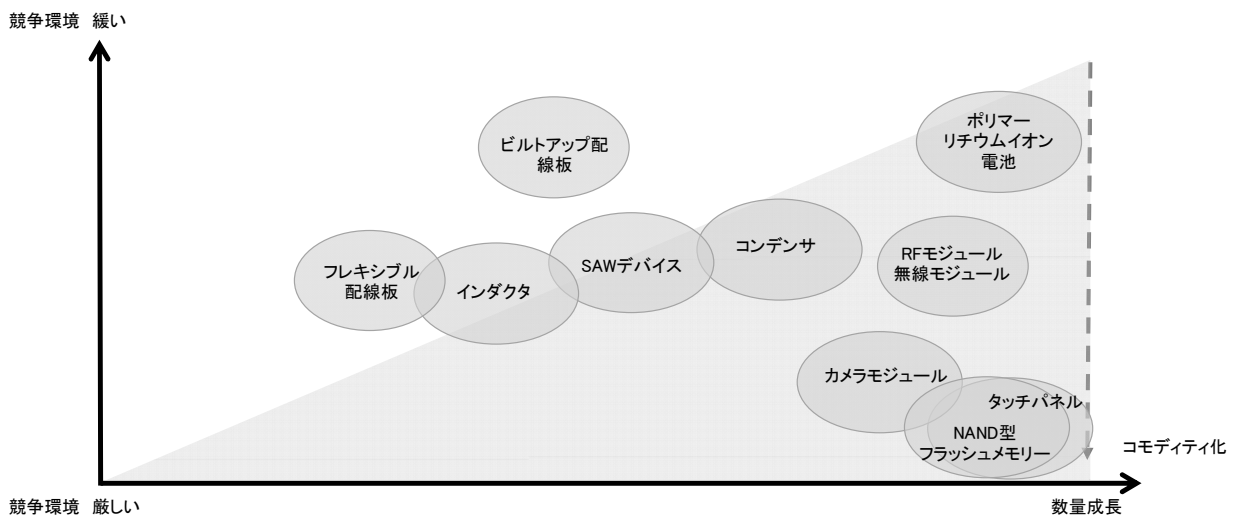 競争環境 緩い
ポリマー
リチウムイオン
電池
ビルトアップ配
線板
コンデンサ
RFモジュール
無線モジュール
SAWデバイス
フレキシブル
配線板
インダクタ
カメラモジュール
タッチパネル
NAND型
フラッシュメモリー
コモディティ化
競争環境 厳しい
数量成長